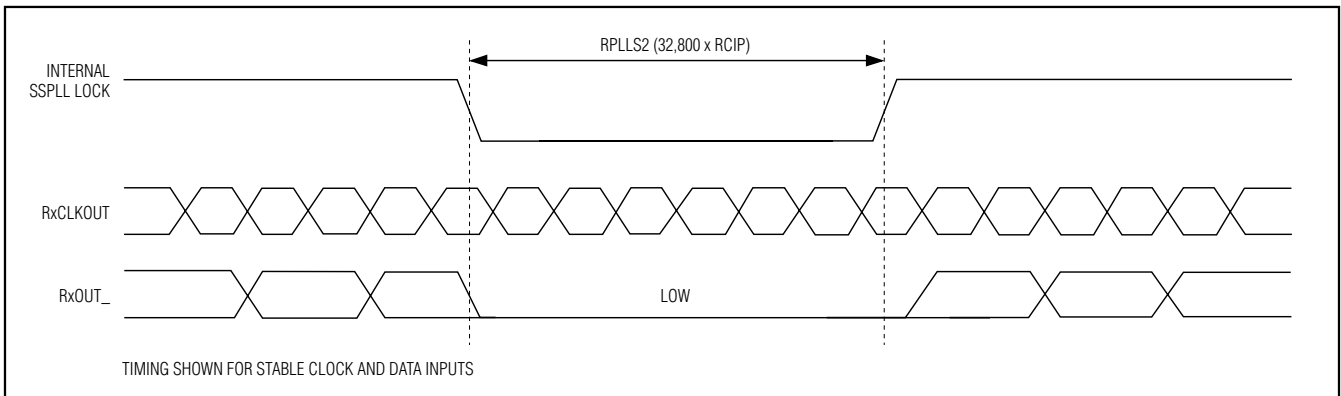 RPLLS2 (32,800 x RCIP)
INTERNAL
SSPLL LOCK
RxCLKOUT
RxOUT_
LOW
TIMING SHOWN FOR STABLE CLOCK AND DATA INPUTS